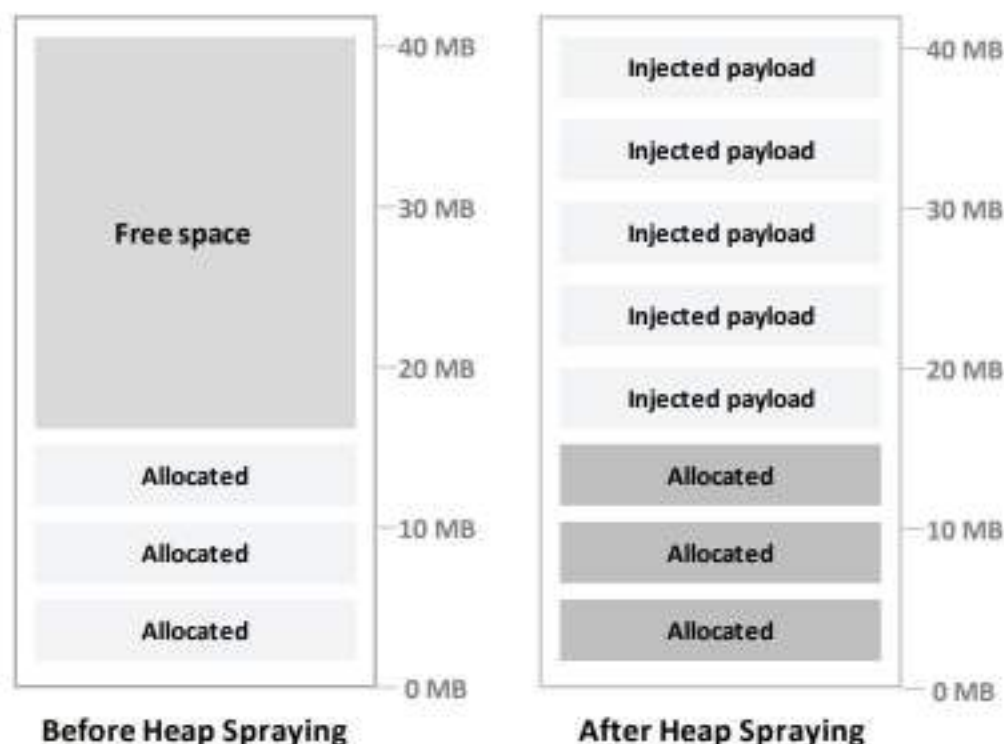 40 MB
30 MB
Free space
20 MB
Allocated
10 MB
Allocated
Allocated
0 MB
Before Heap Spraying
40 MB
Injected payload
Injected payload
30 MB
Injected payload
Injected payload
20 MB
Injected payload
Allocated
10 MB
Allocated
Allocated
0 MB
After Heap Spraying